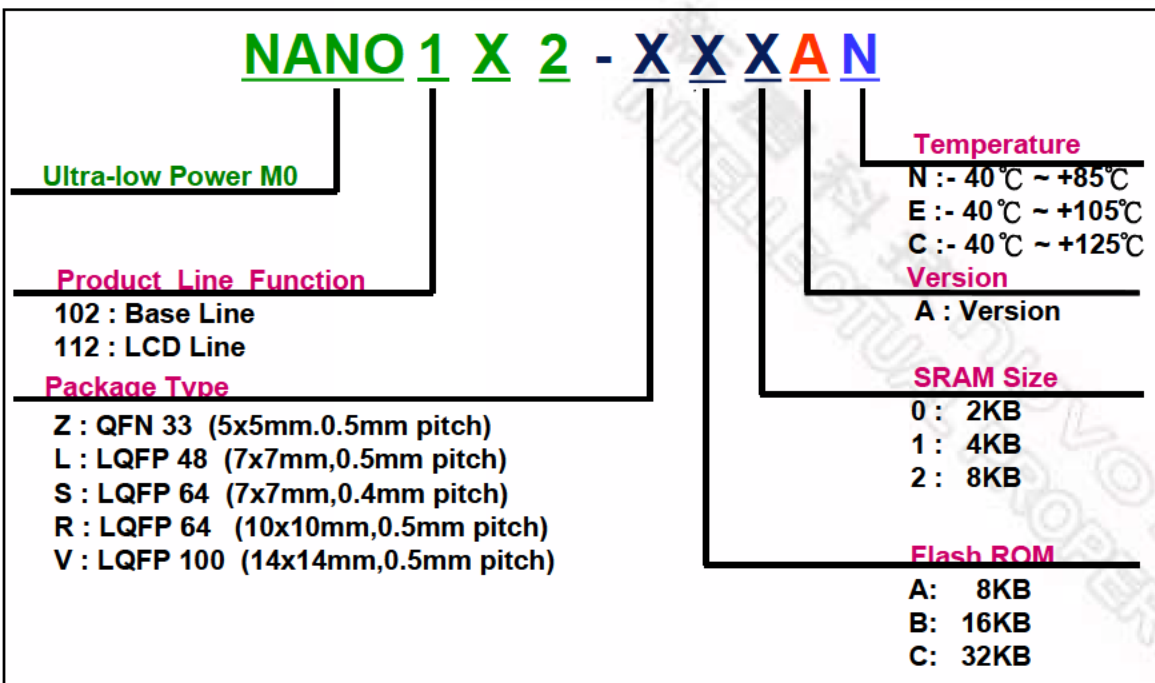 NANO 1 X 2 - X X X A N
Ultra-low Power M0
Product Line Function
102 : Base Line
112 : LCD Line
Package Type
Z : QFN 33 (5x5mm.0.5mm pitch)
L : LQFP 48 (7x7mm,0.5mm pitch)
S : LQFP 64 (7x7mm,0.4mm pitch)
R : LQFP 64 (10x10mm,0.5mm pitch)
V : LQFP 100 (14x14mm,0.5mm pitch)
Temperature
N :- 40℃ ~ +85℃
E :- 40℃ ~ +105℃
C :- 40℃ ~ +125℃
Version
A : Version
SRAM Size
0 : 2KB
1 : 4KB
2 : 8KB
Flash ROM
A: 8KB
B: 16KB
C: 32KB
INTELLECTUAL